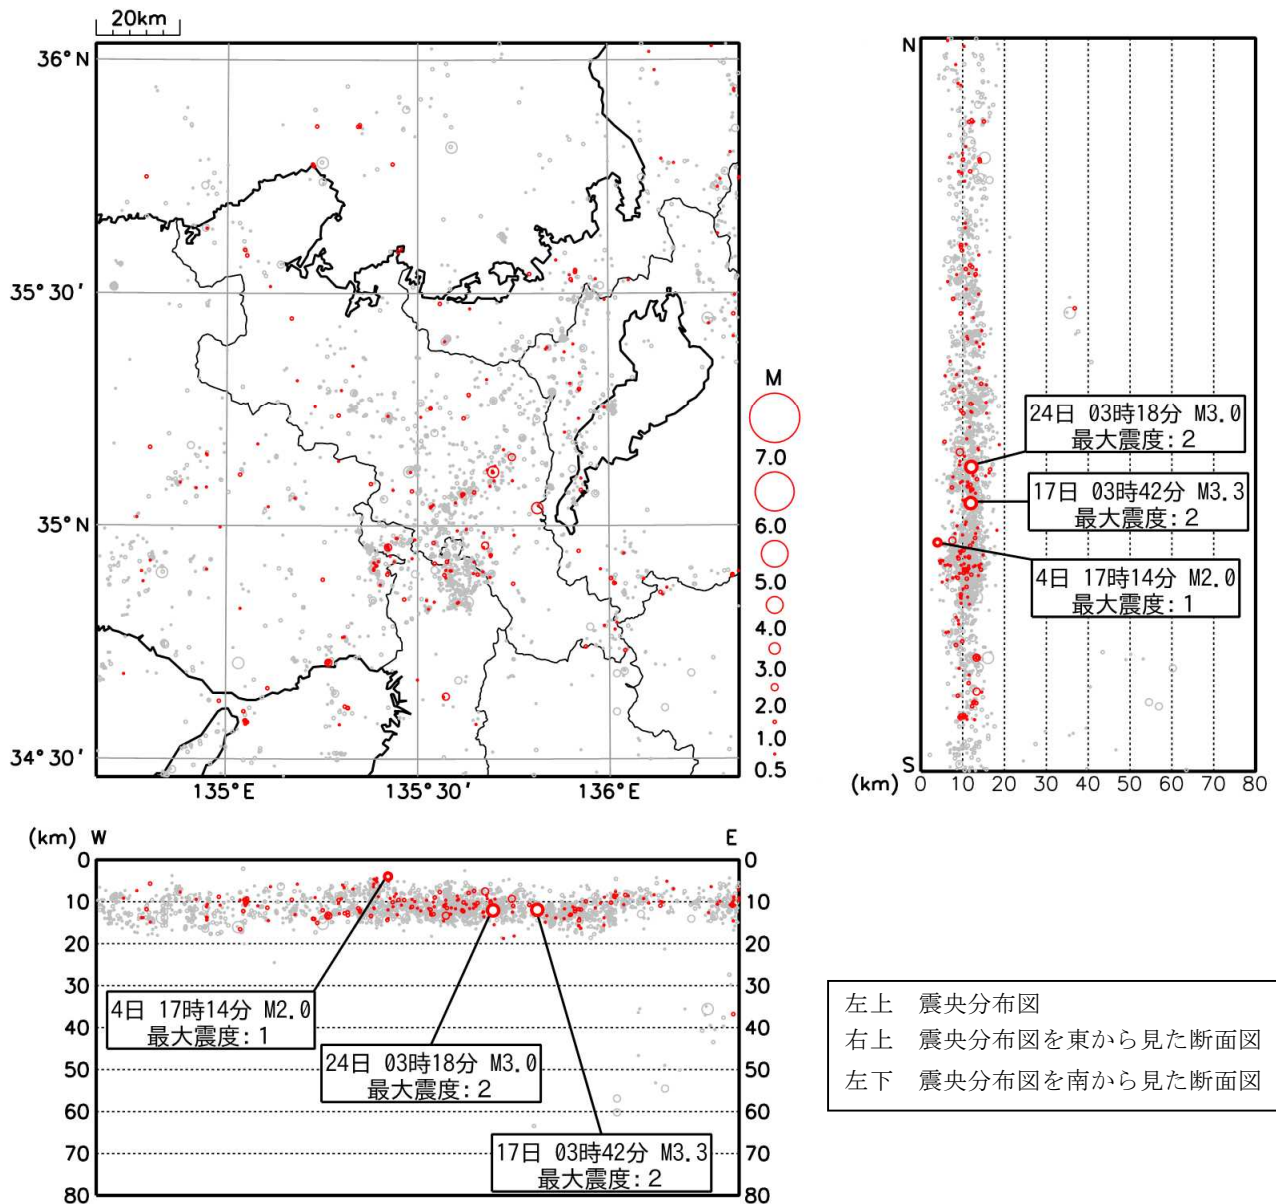 20km
36°N
35°30′
35°N
34°30′
135°E
135°30′
136°E
M
7.0
6.0
5.0
4.0
3.0
2.0
1.0
0.5
N
S
(km)
0 10 20 30 40 50 60 70 80
24日 03時18分 M3.0
最大震度:2
17日 03時42分 M3.3
最大震度:2
4日 17時14分 M2.0
最大震度:1
(km) W
E
0
10
20
30
40
50
60
70
80
0
10
20
30
40
50
60
70
80
4日 17時14分 M2.0
最大震度:1
24日 03時18分 M3.0
最大震度:2
17日 03時42分 M3.3
最大震度:2
左上 震央分布図
右上 震央分布図を東から見た断面図
左下 震央分布図を南から見た断面図